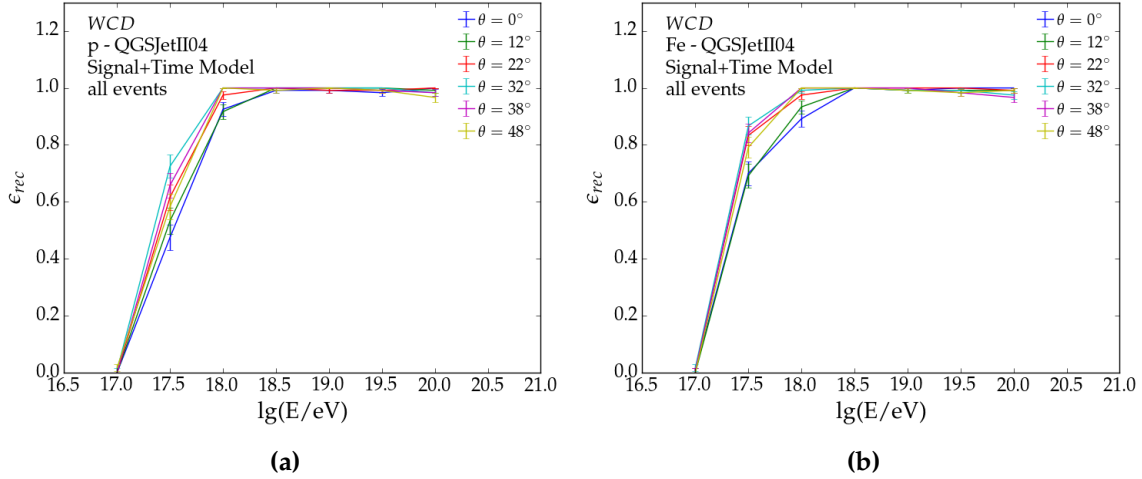 WCD
p - QGSJetII04
Signal+Time Model
all events
θ = 0°
θ = 12°
θ = 22°
θ = 32°
θ = 38°
θ = 48°
1.2
1.0
0.8
0.6
0.4
0.2
0.0
ϵrec
16.5 17.0 17.5 18.0 18.5 19.0 19.5 20.0 20.5 21.0
lg(E/eV)
(a)
WCD
Fe - QGSJetII04
Signal+Time Model
all events
θ = 0°
θ = 12°
θ = 22°
θ = 32°
θ = 38°
θ = 48°
1.2
1.0
0.8
0.6
0.4
0.2
0.0
ϵrec
16.5 17.0 17.5 18.0 18.5 19.0 19.5 20.0 20.5 21.0
lg(E/eV)
(b)